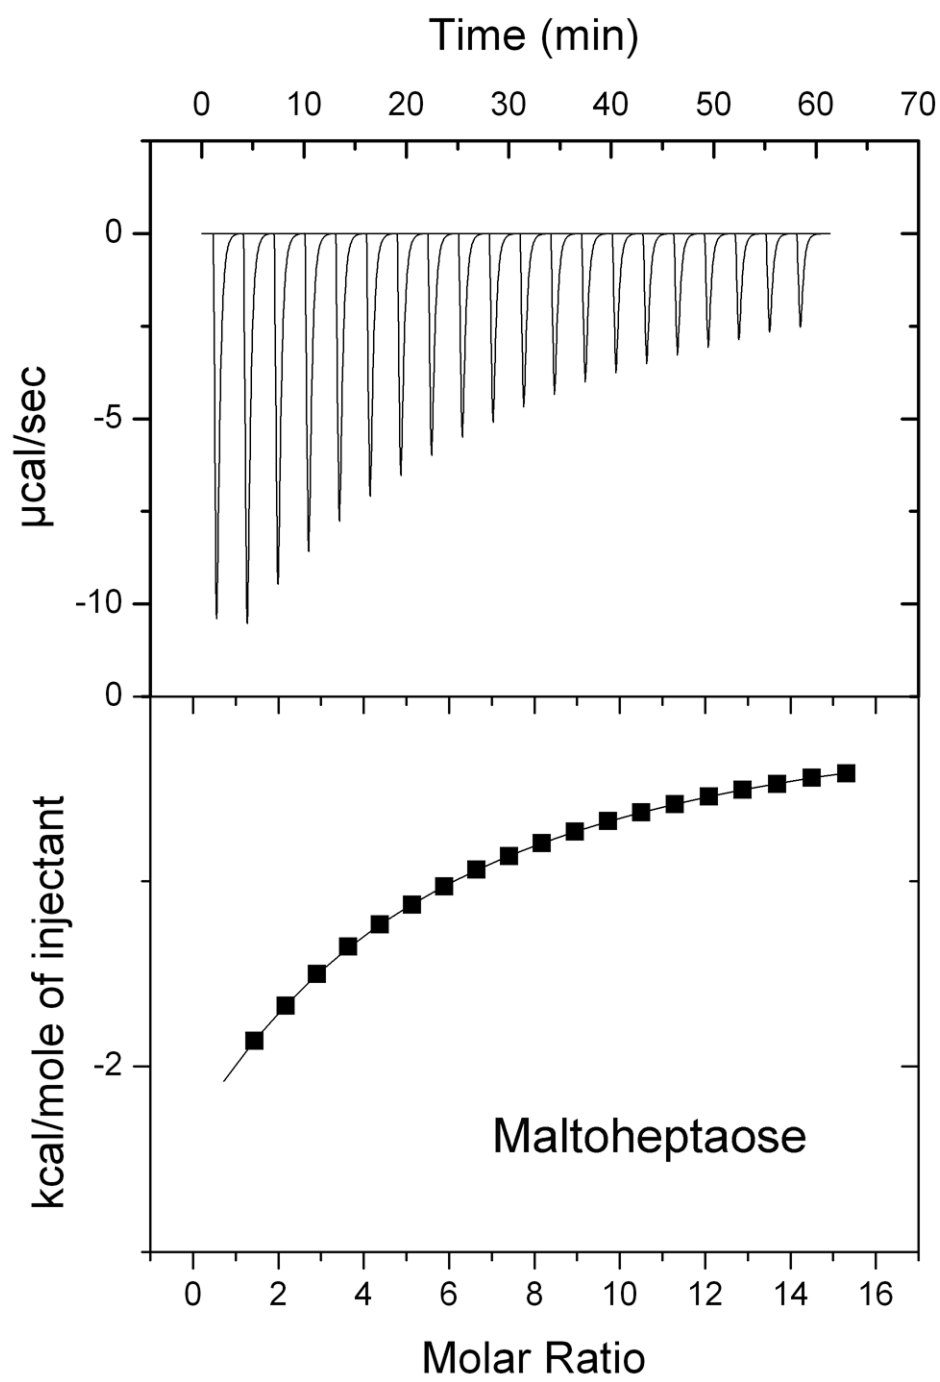 Time (min)
0 10 20 30 40 50 60 70
0
-5
-10
µcal/sec
0
-2
kcal/mole of injectant
Maltoheptaose
0 2 4 6 8 10 12 14 16
Molar Ratio